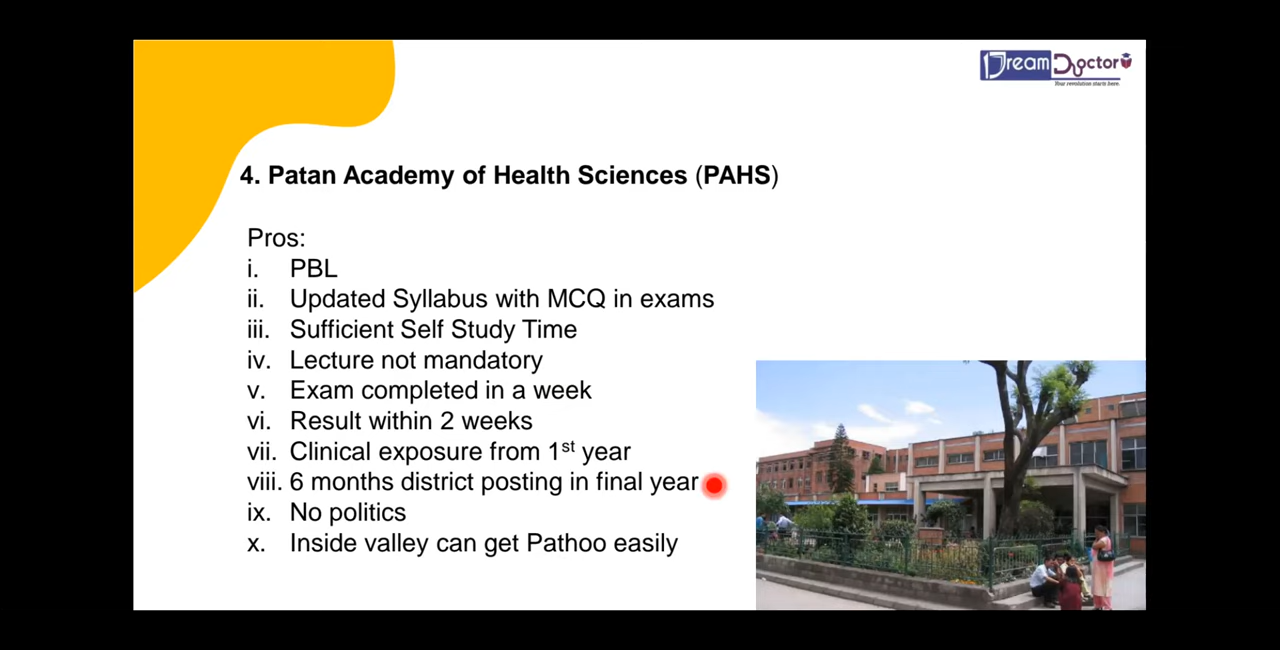 Dream Doctor
Your revolution starts here.
4. Patan Academy of Health Sciences (PAHS)
Pros:
i. PBL
ii. Updated Syllabus with MCQ in exams
iii. Sufficient Self Study Time
iv. Lecture not mandatory
v. Exam completed in a week
vi. Result within 2 weeks
vii. Clinical exposure from 1st year
viii. 6 months district posting in final year
ix. No politics
x. Inside valley can get Pathoo easily